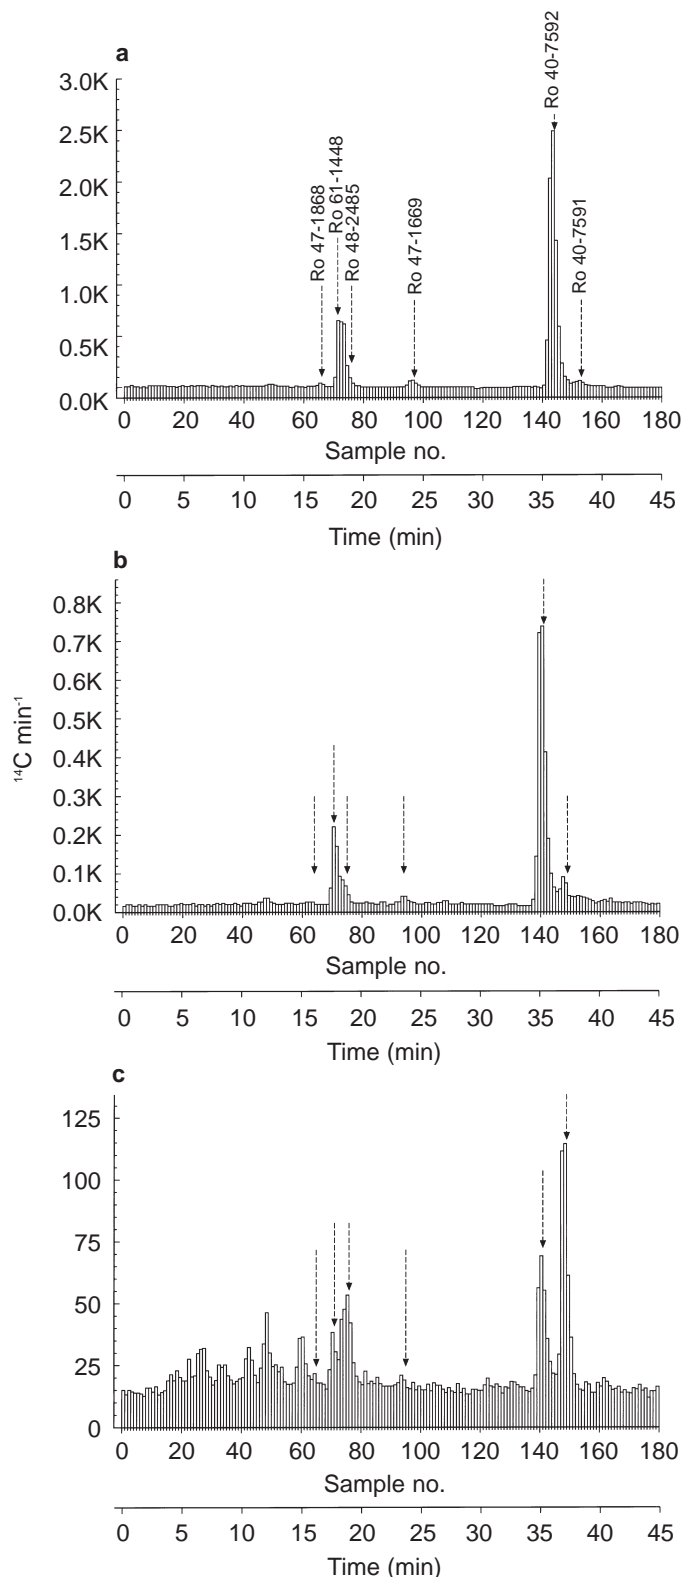 a
3.0K
2.5K
2.0K
1.5K
1.0K
0.5K
0.0K
Ro 47-1868
Ro 61-1448
Ro 48-2485
Ro 47-1669
Ro 40-7592
Ro 40-7591
0 20 40 60 80 100 120 140 160 180
Sample no.
0 5 10 15 20 25 30 35 40 45
Time (min)
b
0.8K
0.7K
0.6K
0.5K
0.4K
0.3K
0.2K
0.1K
0.0K
¹⁴C min⁻¹
0 20 40 60 80 100 120 140 160 180
Sample no.
0 5 10 15 20 25 30 35 40 45
Time (min)
c
125
100
75
50
25
0
0 20 40 60 80 100 120 140 160 180
Sample no.
0 5 10 15 20 25 30 35 40 45
Time (min)